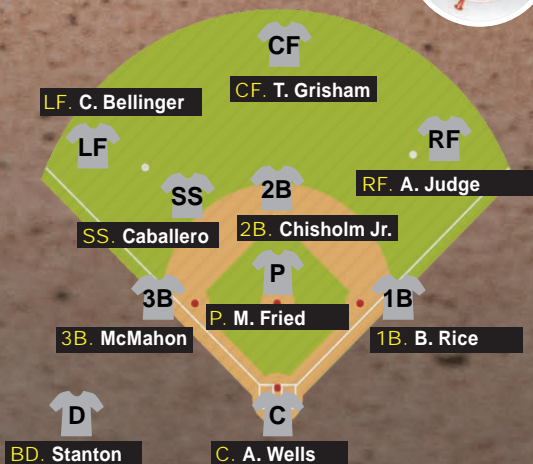 CF
CF. T. Grisham
LF. C. Bellinger
LF
RF
RF. A. Judge
SS
2B
SS. Caballero
2B. Chisholm Jr.
P
3B
1B
P. M. Fried
3B. McMahon
1B. B. Rice
D
C
BD. Stanton
C. A. Wells